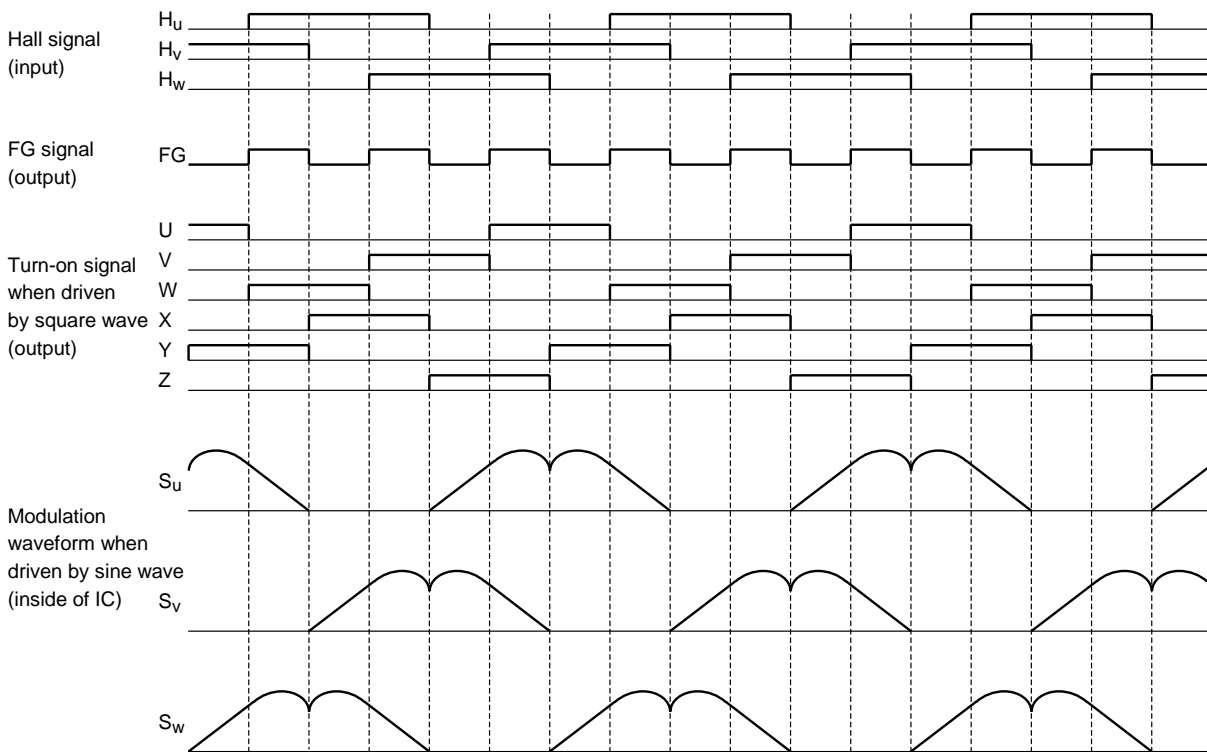 Hall signal
(input)
Hu
Hv
Hw
FG signal
(output)
FG
Turn-on signal
when driven
by square wave
(output)
U
V
W
X
Y
Z
Modulation
waveform when
driven by sine wave
(inside of IC)
Su
Sv
Sw